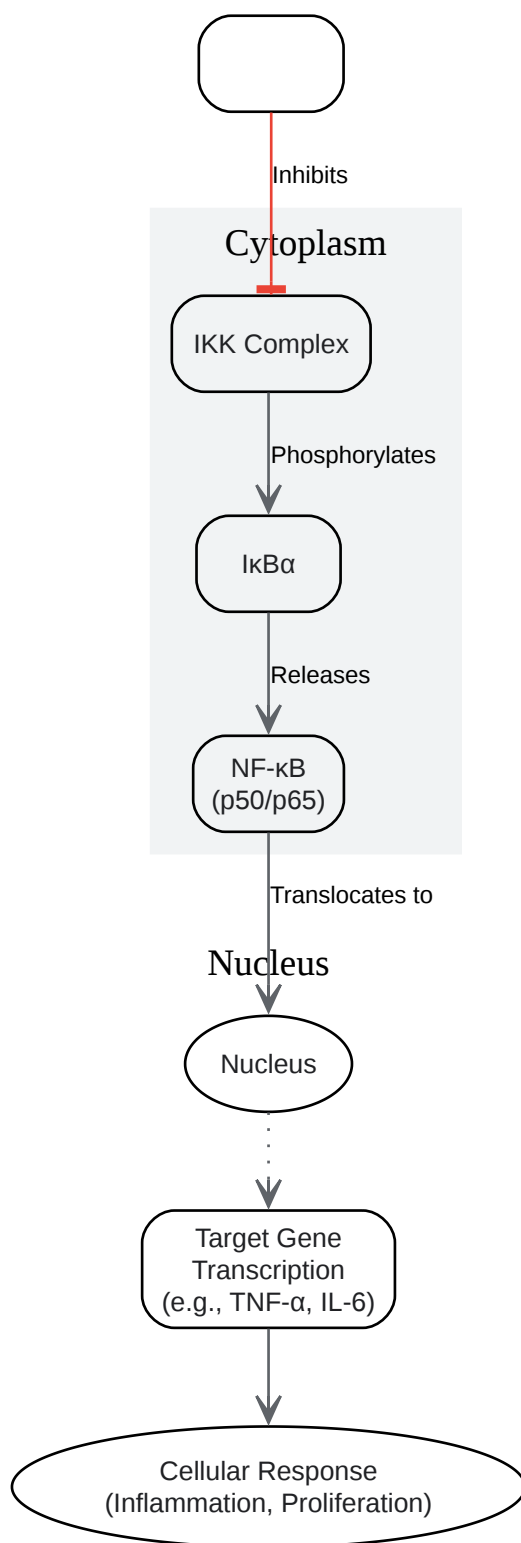 Inhibits
Cytoplasm
IKK Complex
Phosphorylates
IκBα
Releases
NF-κB
(p50/p65)
Translocates to
Nucleus
Nucleus
Target Gene
Transcription
(e.g., TNF-α, IL-6)
Cellular Response
(Inflammation, Proliferation)